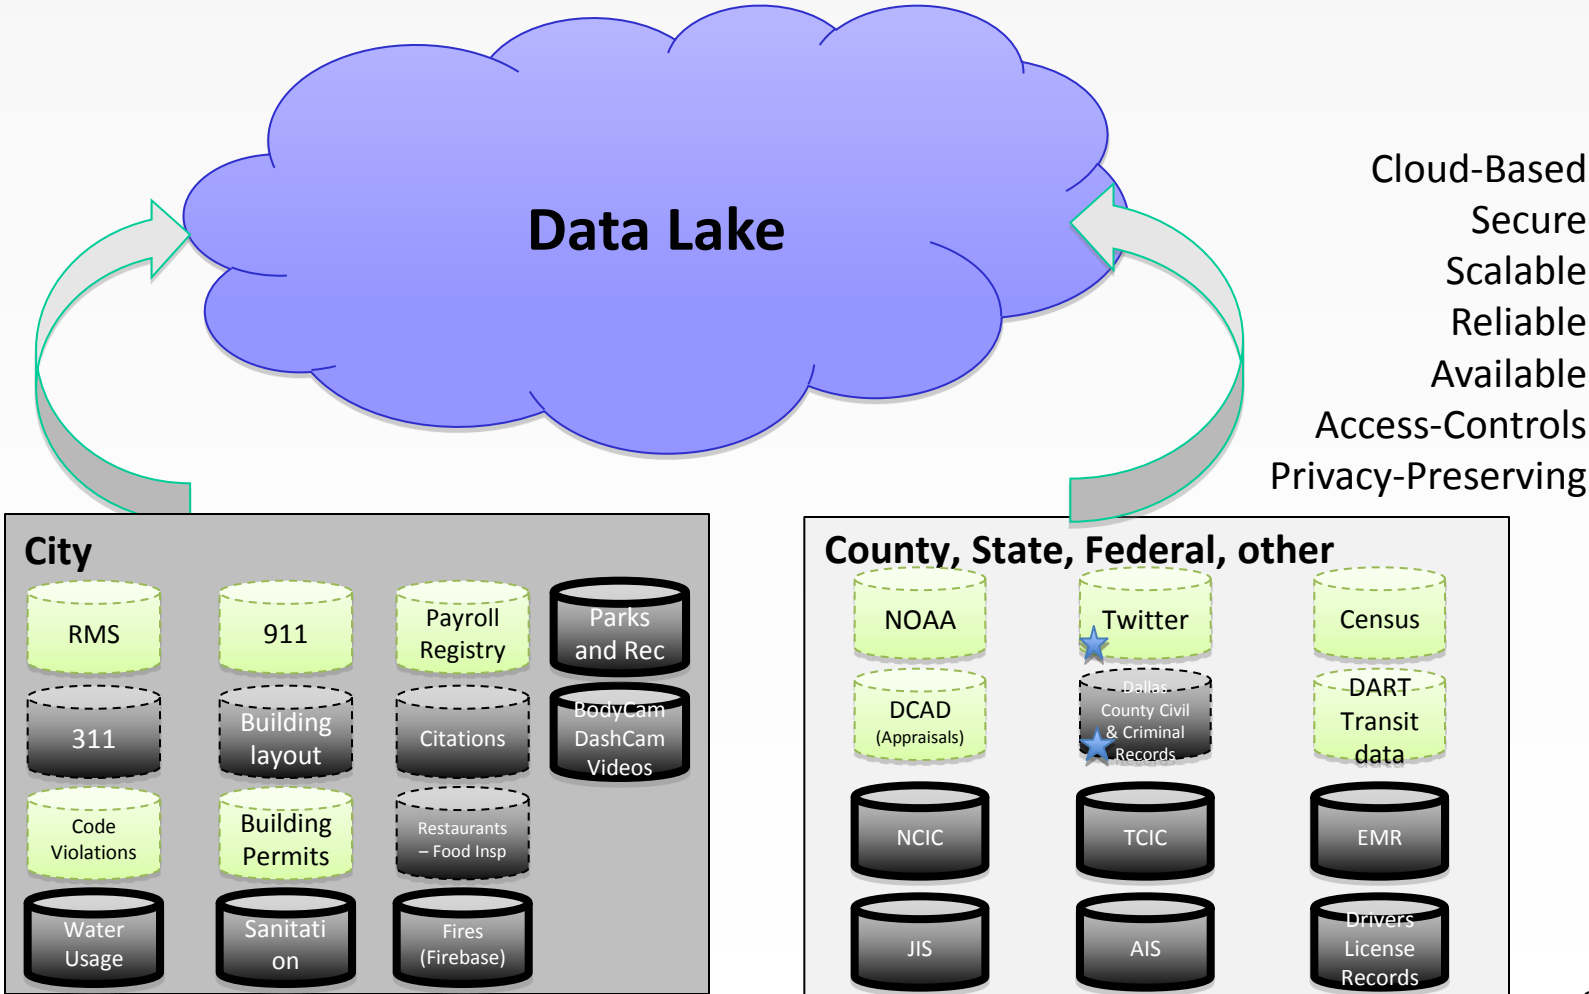 Data Lake
Cloud-Based
Secure
Scalable
Reliable
Available
Access-Controls
Privacy-Preserving
City
RMS
911
Payroll
Registry
Parks
and Rec
311
Building
layout
Citations
BodyCam
DashCam
Videos
Code
Violations
Building
Permits
Restaurants
– Food Insp
Water
Usage
Sanitati
on
Fires
(Firebase)
County, State, Federal, other
NOAA
Twitter
Census
DCAD
(Appraisals)
Dallas
County Civil
& Criminal
Records
DART
Transit
data
NCIC
TCIC
EMR
JIS
AIS
Drivers
License
Records